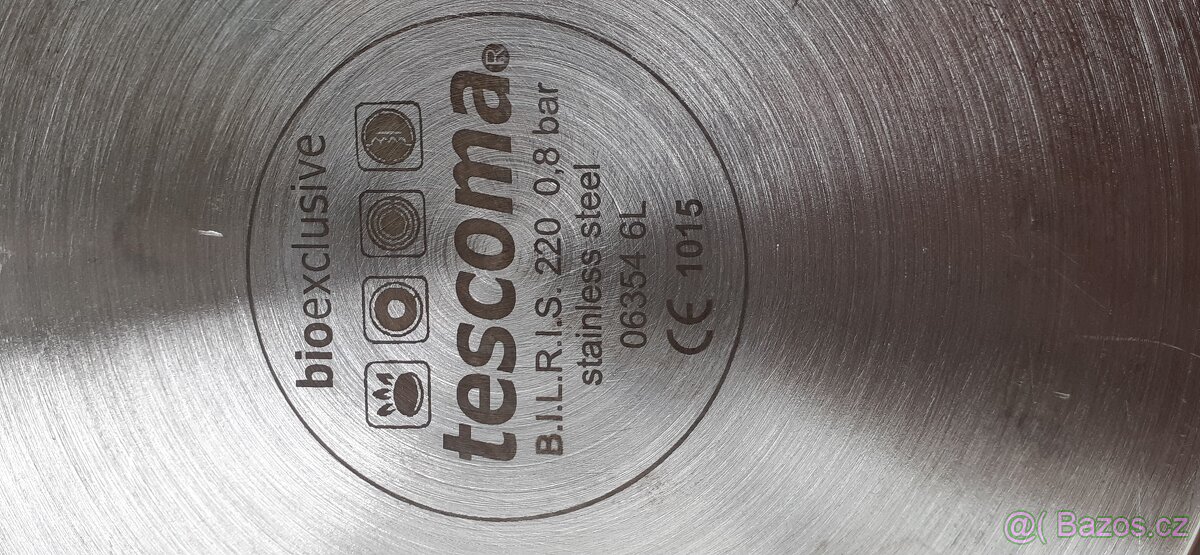 bioexclusive
tescoma®
B.I.L.R.I.S. 220 0,8 bar
stainless steel
06354 6L
CE 1015
@( Bazos.cz